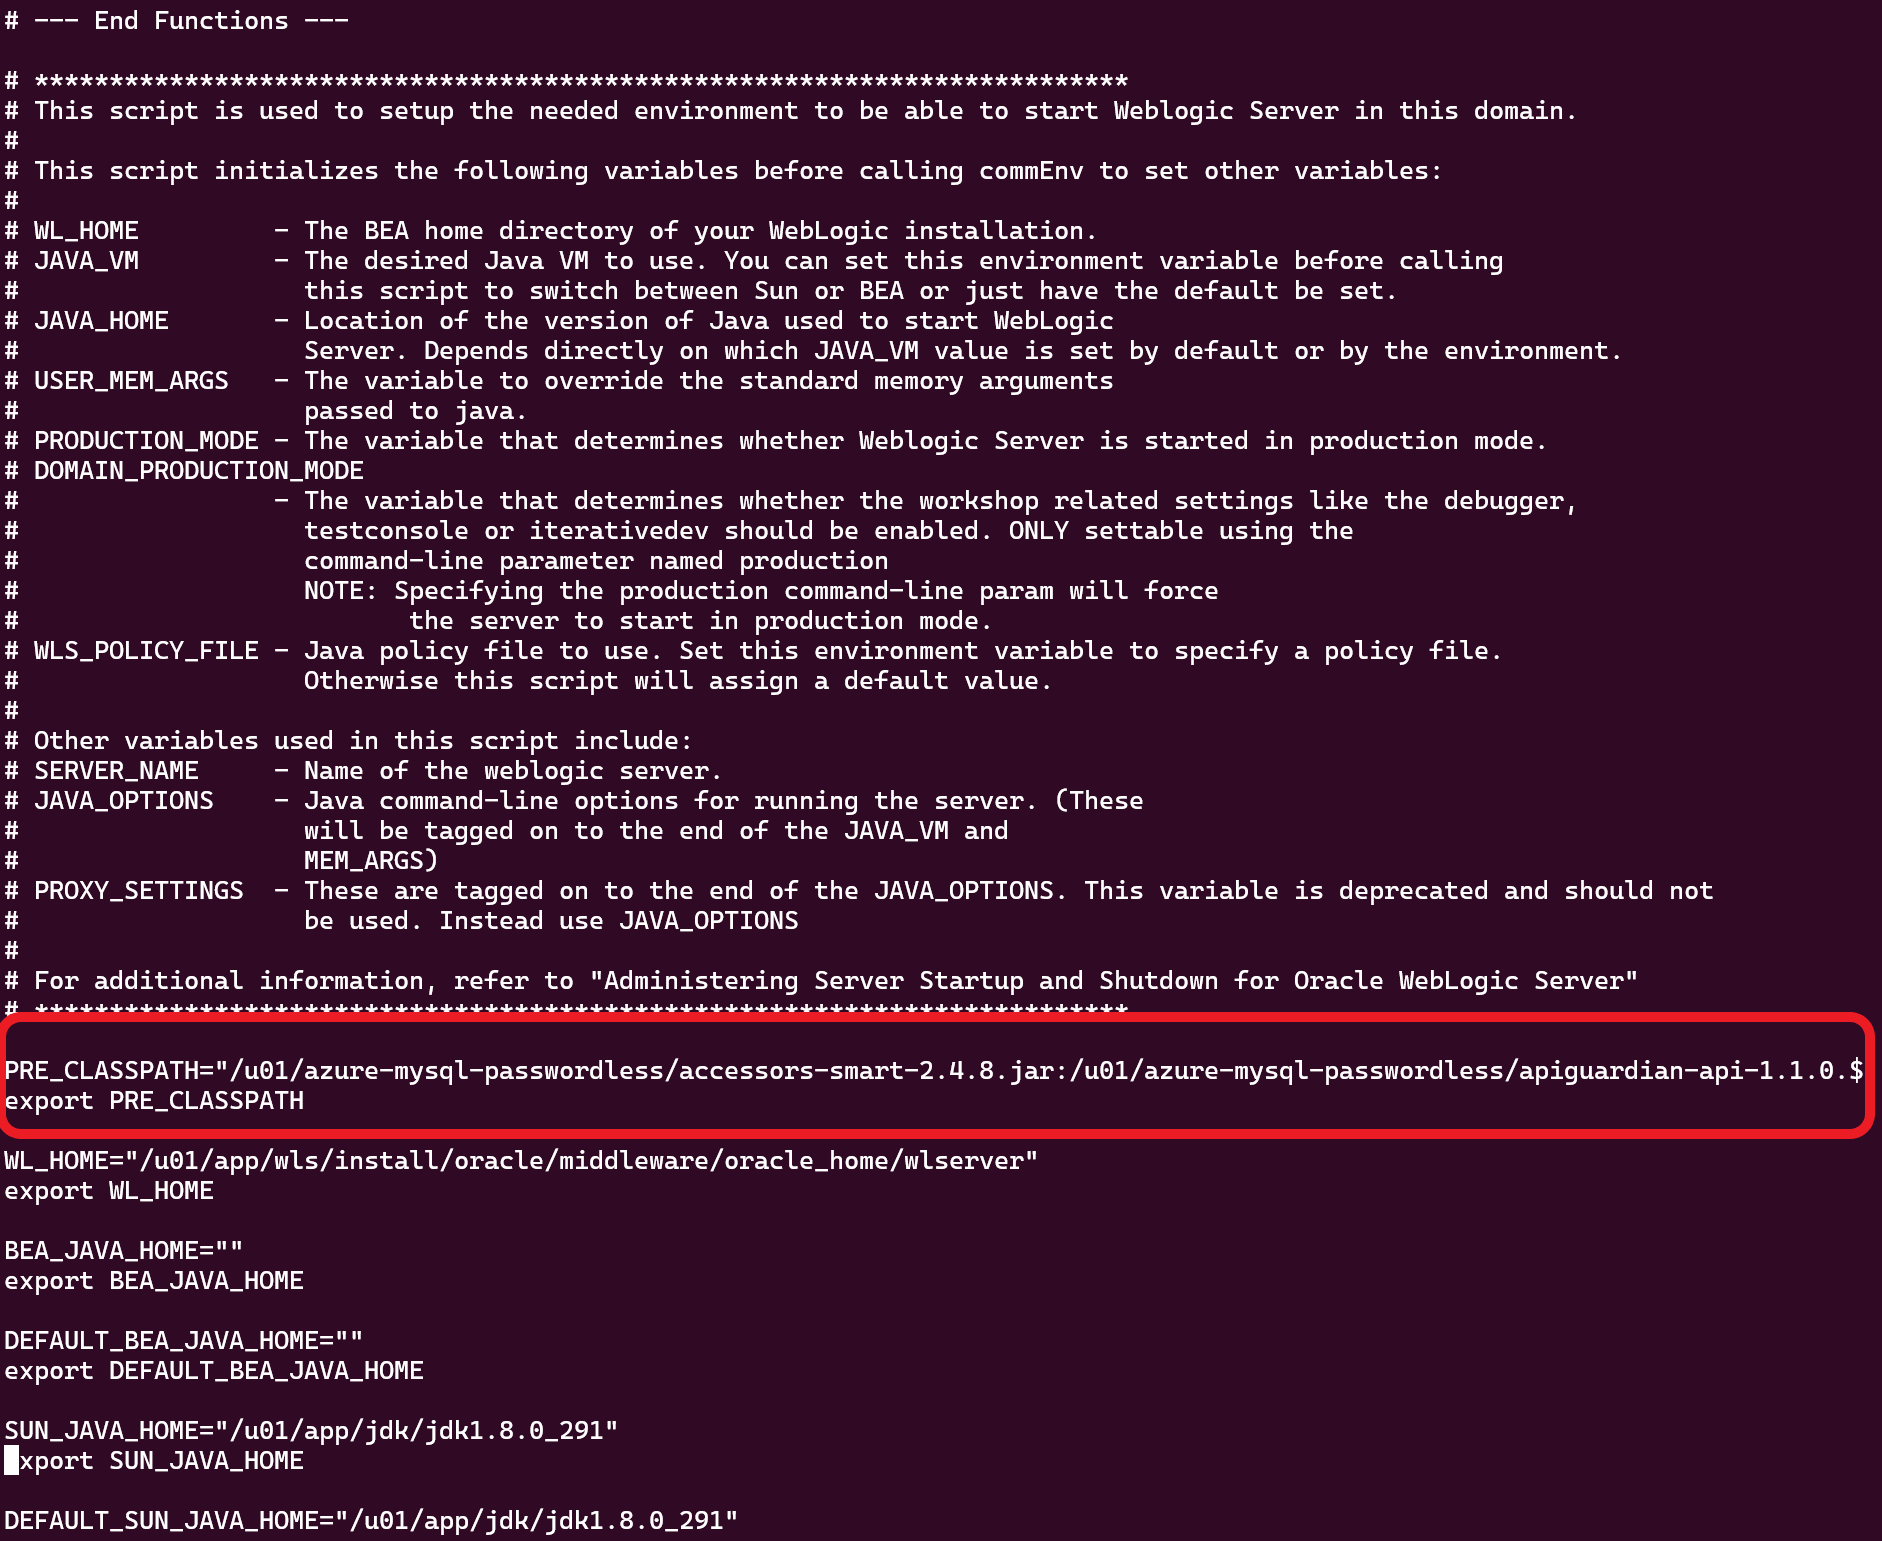 # --- End Functions ---
# *************************************************************************
# This script is used to setup the needed environment to be able to start Weblogic Server in this domain.
#
# This script initializes the following variables before calling commEnv to set other variables:
#
# WL_HOME         - The BEA home directory of your WebLogic installation.
# JAVA_VM         - The desired Java VM to use. You can set this environment variable before calling
#                   this script to switch between Sun or BEA or just have the default be set.
# JAVA_HOME       - Location of the version of Java used to start WebLogic
#                   Server. Depends directly on which JAVA_VM value is set by default or by the environment.
# USER_MEM_ARGS   - The variable to override the standard memory arguments
#                   passed to java.
# PRODUCTION_MODE - The variable that determines whether Weblogic Server is started in production mode.
# DOMAIN_PRODUCTION_MODE
#                 - The variable that determines whether the workshop related settings like the debugger,
#                   testconsole or iterativedev should be enabled. ONLY settable using the
#                   command-line parameter named production
#                   NOTE: Specifying the production command-line param will force
#                          the server to start in production mode.
# WLS_POLICY_FILE - Java policy file to use. Set this environment variable to specify a policy file.
#                   Otherwise this script will assign a default value.
#
# Other variables used in this script include:
# SERVER_NAME     - Name of the weblogic server.
# JAVA_OPTIONS    - Java command-line options for running the server. (These
#                   will be tagged on to the end of the JAVA_VM and
#                   MEM_ARGS)
# PROXY_SETTINGS  - These are tagged on to the end of the JAVA_OPTIONS. This variable is deprecated and should not
#                   be used. Instead use JAVA_OPTIONS
#
# For additional information, refer to "Administering Server Startup and Shutdown for Oracle WebLogic Server"
# *************************************************************************
PRE_CLASSPATH="/u01/azure-mysql-passwordless/accessors-smart-2.4.8.jar:/u01/azure-mysql-passwordless/apiguardian-api-1.1.0.$
export PRE_CLASSPATH
WL_HOME="/u01/app/wls/install/oracle/middleware/oracle_home/wlserver"
export WL_HOME
BEA_JAVA_HOME=""
export BEA_JAVA_HOME
DEFAULT_BEA_JAVA_HOME=""
export DEFAULT_BEA_JAVA_HOME
SUN_JAVA_HOME="/u01/app/jdk/jdk1.8.0_291"
xport SUN_JAVA_HOME
DEFAULT_SUN_JAVA_HOME="/u01/app/jdk/jdk1.8.0_291"